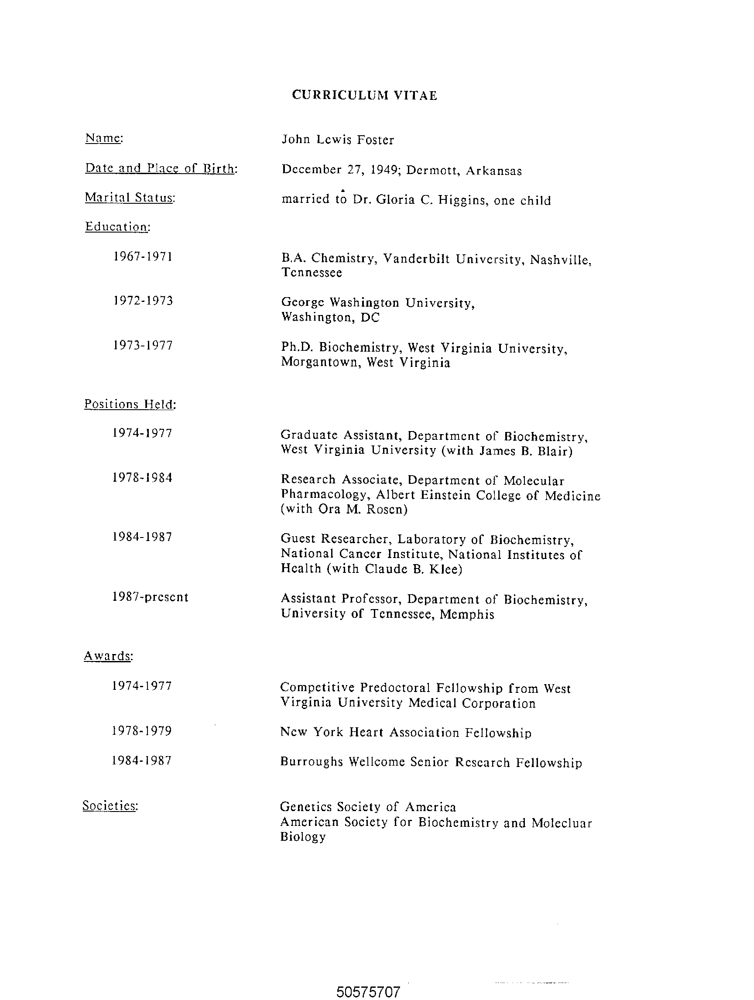 CURRICULUM VITAE
Name: John Lewis Foster
Date and Place of Birth: December 27, 1949; Dermott, Arkansas
Marital Status: married to Dr. Gloria C. Higgins, one child
Education:
1967-1971 B.A. Chemistry, Vanderbilt University, Nashville,
Tennessee
1972-1973 George Washington University,
Washington, DC
1973-1977 Ph.D. Biochemistry, West Virginia University,
Morgantown, West Virginia
Positions Held:
1974-1977 Graduate Assistant, Department of Biochemistry,
West Virginia University (with James B. Blair)
1978-1984 Research Associate, Department of Molecular
Pharmacology, Albert Einstein College of Medicine
(with Ora M. Rosen)
1984-1987 Guest Researcher, Laboratory of Biochemistry,
National Cancer Institute, National Institutes of
Health (with Claude B. Klee)
1987-present Assistant Professor, Department of Biochemistry,
University of Tennessee, Memphis
Awards:
1974-1977 Competitive Predoctoral Fellowship from West
Virginia University Medical Corporation
1978-1979 New York Heart Association Fellowship
1984-1987 Burroughs Wellcome Senior Research Fellowship
Societies: Genetics Society of America
American Society for Biochemistry and Molecluar
Biology
50575707